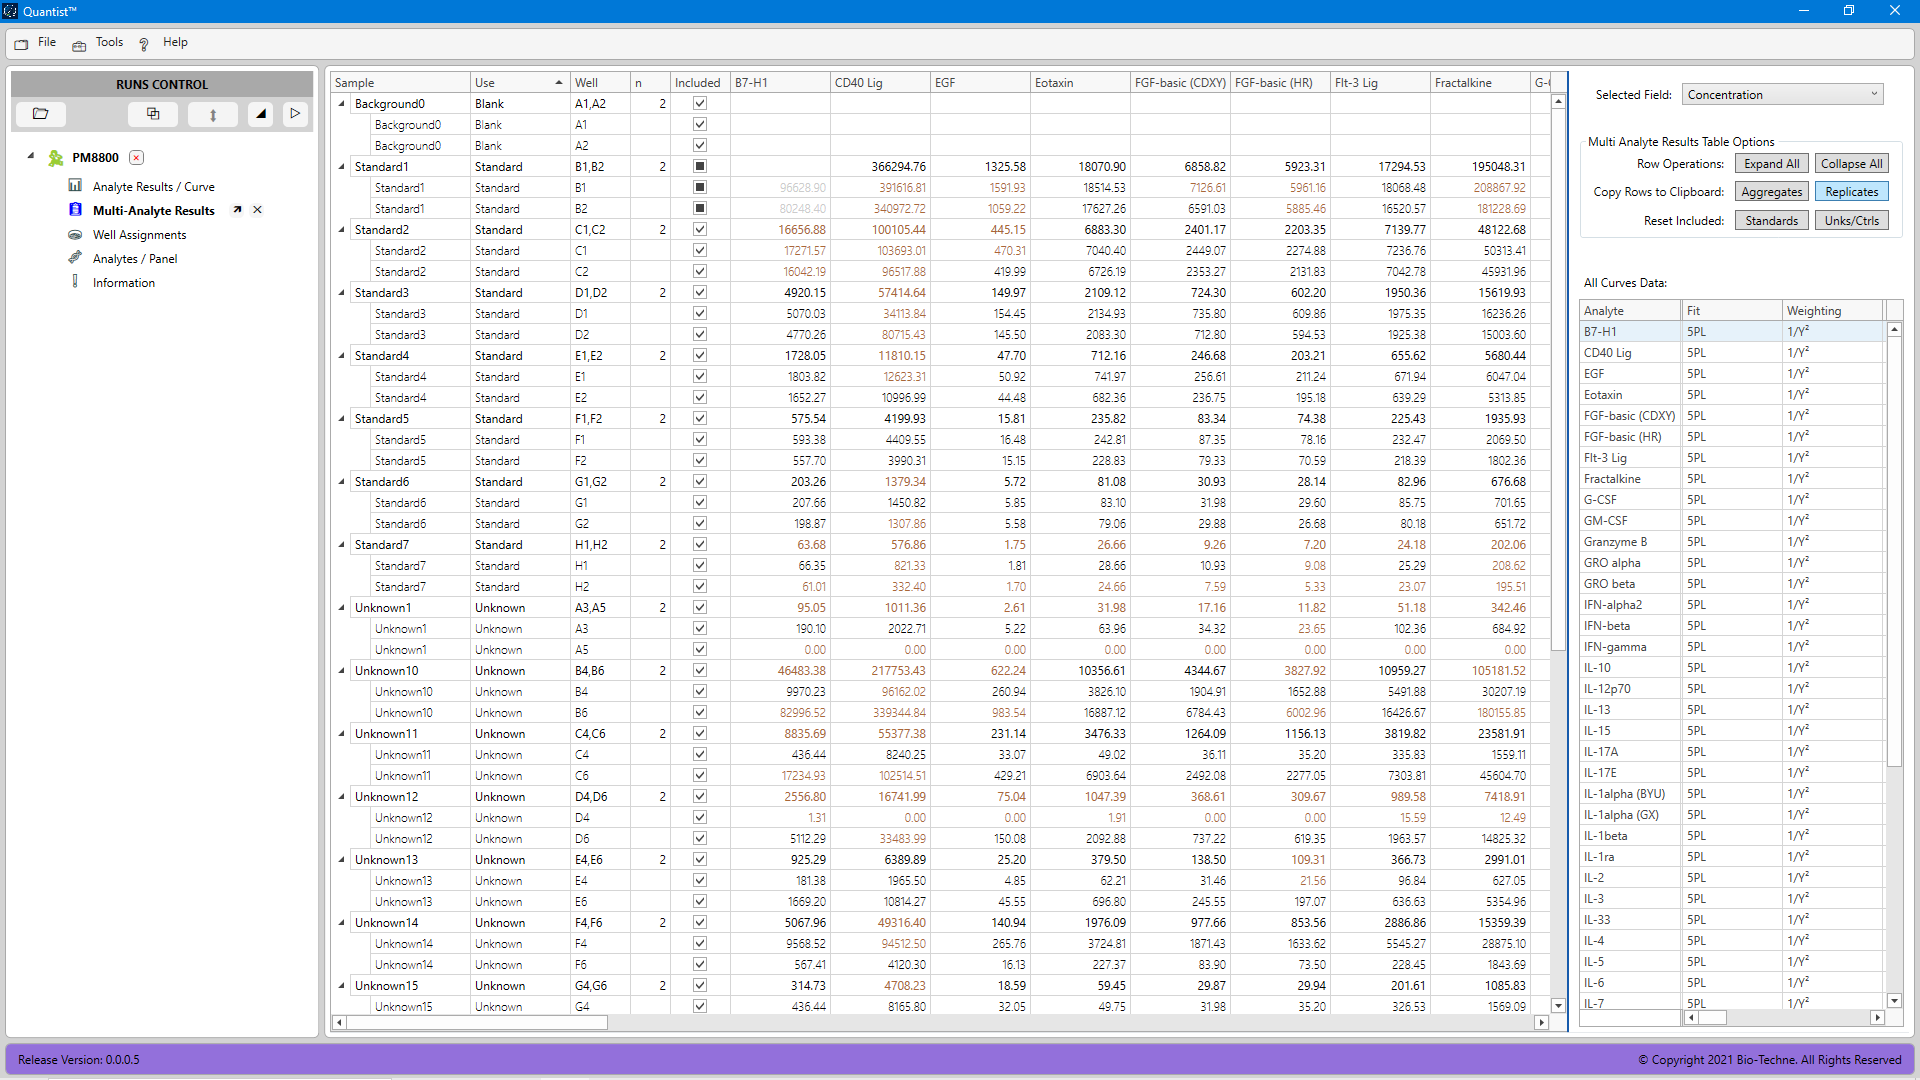 Quantist™
File Tools Help
RUNS CONTROL
PM8800
Analyte Results / Curve
Multi-Analyte Results
Well Assignments
Analytes / Panel
Information
Sample Use Well n Included B7-H1 CD40 Lig EGF Eotaxin FGF-basic (CDXY) FGF-basic (HR) Flt-3 Lig Fractalkine
Background0 Blank A1,A2 2
Background0 Blank A1
Background0 Blank A2
Standard1 Standard B1,B2 2 366294.76 1325.58 18070.90 6858.82 5923.31 17294.53 195048.31
Standard1 Standard B1 96628.90 391616.81 1591.93 18514.53 7126.61 5961.16 18068.48 208867.92
Standard1 Standard B2 80248.40 340972.72 1059.22 17627.26 6591.03 5885.46 16520.57 181228.69
Standard2 Standard C1,C2 2 16656.88 100105.44 445.15 6883.30 2401.17 2203.35 7139.77 48122.68
Standard2 Standard C1 17271.57 103693.01 470.31 7040.40 2449.07 2274.88 7236.76 50313.41
Standard2 Standard C2 16042.19 96517.88 419.99 6726.19 2353.27 2131.83 7042.78 45931.96
Standard3 Standard D1,D2 2 4920.15 57414.64 149.97 2109.12 724.30 602.20 1950.36 15619.93
Standard3 Standard D1 5070.03 34113.84 154.45 2134.93 735.80 609.86 1975.35 16236.26
Standard3 Standard D2 4770.26 80715.43 145.50 2083.30 712.80 594.53 1925.38 15003.60
Standard4 Standard E1,E2 2 1728.05 11810.15 47.70 712.16 246.68 203.21 655.62 5680.44
Standard4 Standard E1 1803.82 12623.31 50.92 741.97 256.61 211.24 671.94 6047.04
Standard4 Standard E2 1652.27 10996.99 44.48 682.36 236.75 195.18 639.29 5313.85
Standard5 Standard F1,F2 2 575.54 4199.93 15.81 235.82 83.34 74.38 225.43 1935.93
Standard5 Standard F1 593.38 4409.55 16.48 242.81 87.35 78.16 232.47 2069.50
Standard5 Standard F2 557.70 3990.31 15.15 228.83 79.33 70.59 218.39 1802.36
Standard6 Standard G1,G2 2 203.26 1379.34 5.72 81.08 30.93 28.14 82.96 676.68
Standard6 Standard G1 207.66 1450.82 5.85 83.10 31.98 29.60 85.75 701.65
Standard6 Standard G2 198.87 1307.86 5.58 79.06 29.88 26.68 80.18 651.72
Standard7 Standard H1,H2 2 63.68 576.86 1.75 26.66 9.26 7.20 24.18 202.06
Standard7 Standard H1 66.35 821.33 1.81 28.66 10.93 9.08 25.29 208.62
Standard7 Standard H2 61.01 332.40 1.70 24.66 7.59 5.33 23.07 195.51
Unknown1 Unknown A3,A5 2 95.05 1011.36 2.61 31.98 17.16 11.82 51.18 342.46
Unknown1 Unknown A3 190.10 2022.71 5.22 63.96 34.32 23.65 102.36 684.92
Unknown1 Unknown A5 0.00 0.00 0.00 0.00 0.00 0.00 0.00 0.00
Unknown10 Unknown B4,B6 2 46483.38 217753.43 622.24 10356.61 4344.67 3827.92 10959.27 105181.52
Unknown10 Unknown B4 9970.23 96162.02 260.94 3826.10 1904.91 1652.88 5491.88 30207.19
Unknown10 Unknown B6 82996.52 339344.84 983.54 16887.12 6784.43 6002.96 16426.67 180155.85
Unknown11 Unknown C4,C6 2 8835.69 55377.38 231.14 3476.33 1264.09 1156.13 3819.82 23581.91
Unknown11 Unknown C4 436.44 8240.25 33.07 49.02 36.11 35.20 335.83 1559.11
Unknown11 Unknown C6 17234.93 102514.51 429.21 6903.64 2492.08 2277.05 7303.81 45604.70
Unknown12 Unknown D4,D6 2 2556.80 16741.99 75.04 1047.39 368.61 309.67 989.58 7418.91
Unknown12 Unknown D4 1.31 0.00 0.00 1.91 0.00 0.00 15.59 12.49
Unknown12 Unknown D6 5112.29 33483.99 150.08 2092.88 737.22 619.35 1963.57 14825.32
Unknown13 Unknown E4,E6 2 925.29 6389.89 25.20 379.50 138.50 109.31 366.73 2991.01
Unknown13 Unknown E4 181.38 1965.50 4.85 62.21 31.46 21.56 96.84 627.05
Unknown13 Unknown E6 1669.20 10814.27 45.55 696.80 245.55 197.07 636.63 5354.96
Unknown14 Unknown F4,F6 2 5067.96 49316.40 140.94 1976.09 977.66 853.56 2886.86 15359.39
Unknown14 Unknown F4 9568.52 94512.50 265.76 3724.81 1871.43 1633.62 5545.27 28875.10
Unknown14 Unknown F6 567.41 4120.30 16.13 227.37 83.90 73.50 228.45 1843.69
Unknown15 Unknown G4,G6 2 314.73 4708.23 18.59 59.45 29.87 29.94 201.61 1085.83
Unknown15 Unknown G4 436.44 8165.80 32.05 49.75 31.98 35.20 326.53 1569.09
Selected Field: Concentration
Multi Analyte Results Table Options
Row Operations: Expand All Collapse All
Copy Rows to Clipboard: Aggregates Replicates
Reset Included: Standards Unks/Ctrls
All Curves Data:
Analyte Fit Weighting
B7-H1 5PL 1/Y²
CD40 Lig 5PL 1/Y²
EGF 5PL 1/Y²
Eotaxin 5PL 1/Y²
FGF-basic (CDXY) 5PL 1/Y²
FGF-basic (HR) 5PL 1/Y²
Flt-3 Lig 5PL 1/Y²
Fractalkine 5PL 1/Y²
G-CSF 5PL 1/Y²
GM-CSF 5PL 1/Y²
Granzyme B 5PL 1/Y²
GRO alpha 5PL 1/Y²
GRO beta 5PL 1/Y²
IFN-alpha2 5PL 1/Y²
IFN-beta 5PL 1/Y²
IFN-gamma 5PL 1/Y²
IL-10 5PL 1/Y²
IL-12p70 5PL 1/Y²
IL-13 5PL 1/Y²
IL-15 5PL 1/Y²
IL-17A 5PL 1/Y²
IL-17E 5PL 1/Y²
IL-1alpha (BYU) 5PL 1/Y²
IL-1alpha (GX) 5PL 1/Y²
IL-1beta 5PL 1/Y²
IL-1ra 5PL 1/Y²
IL-2 5PL 1/Y²
IL-3 5PL 1/Y²
IL-33 5PL 1/Y²
IL-4 5PL 1/Y²
IL-5 5PL 1/Y²
IL-6 5PL 1/Y²
IL-7 5PL 1/Y²
Release Version: 0.0.0.5
© Copyright 2021 Bio-Techne. All Rights Reserved